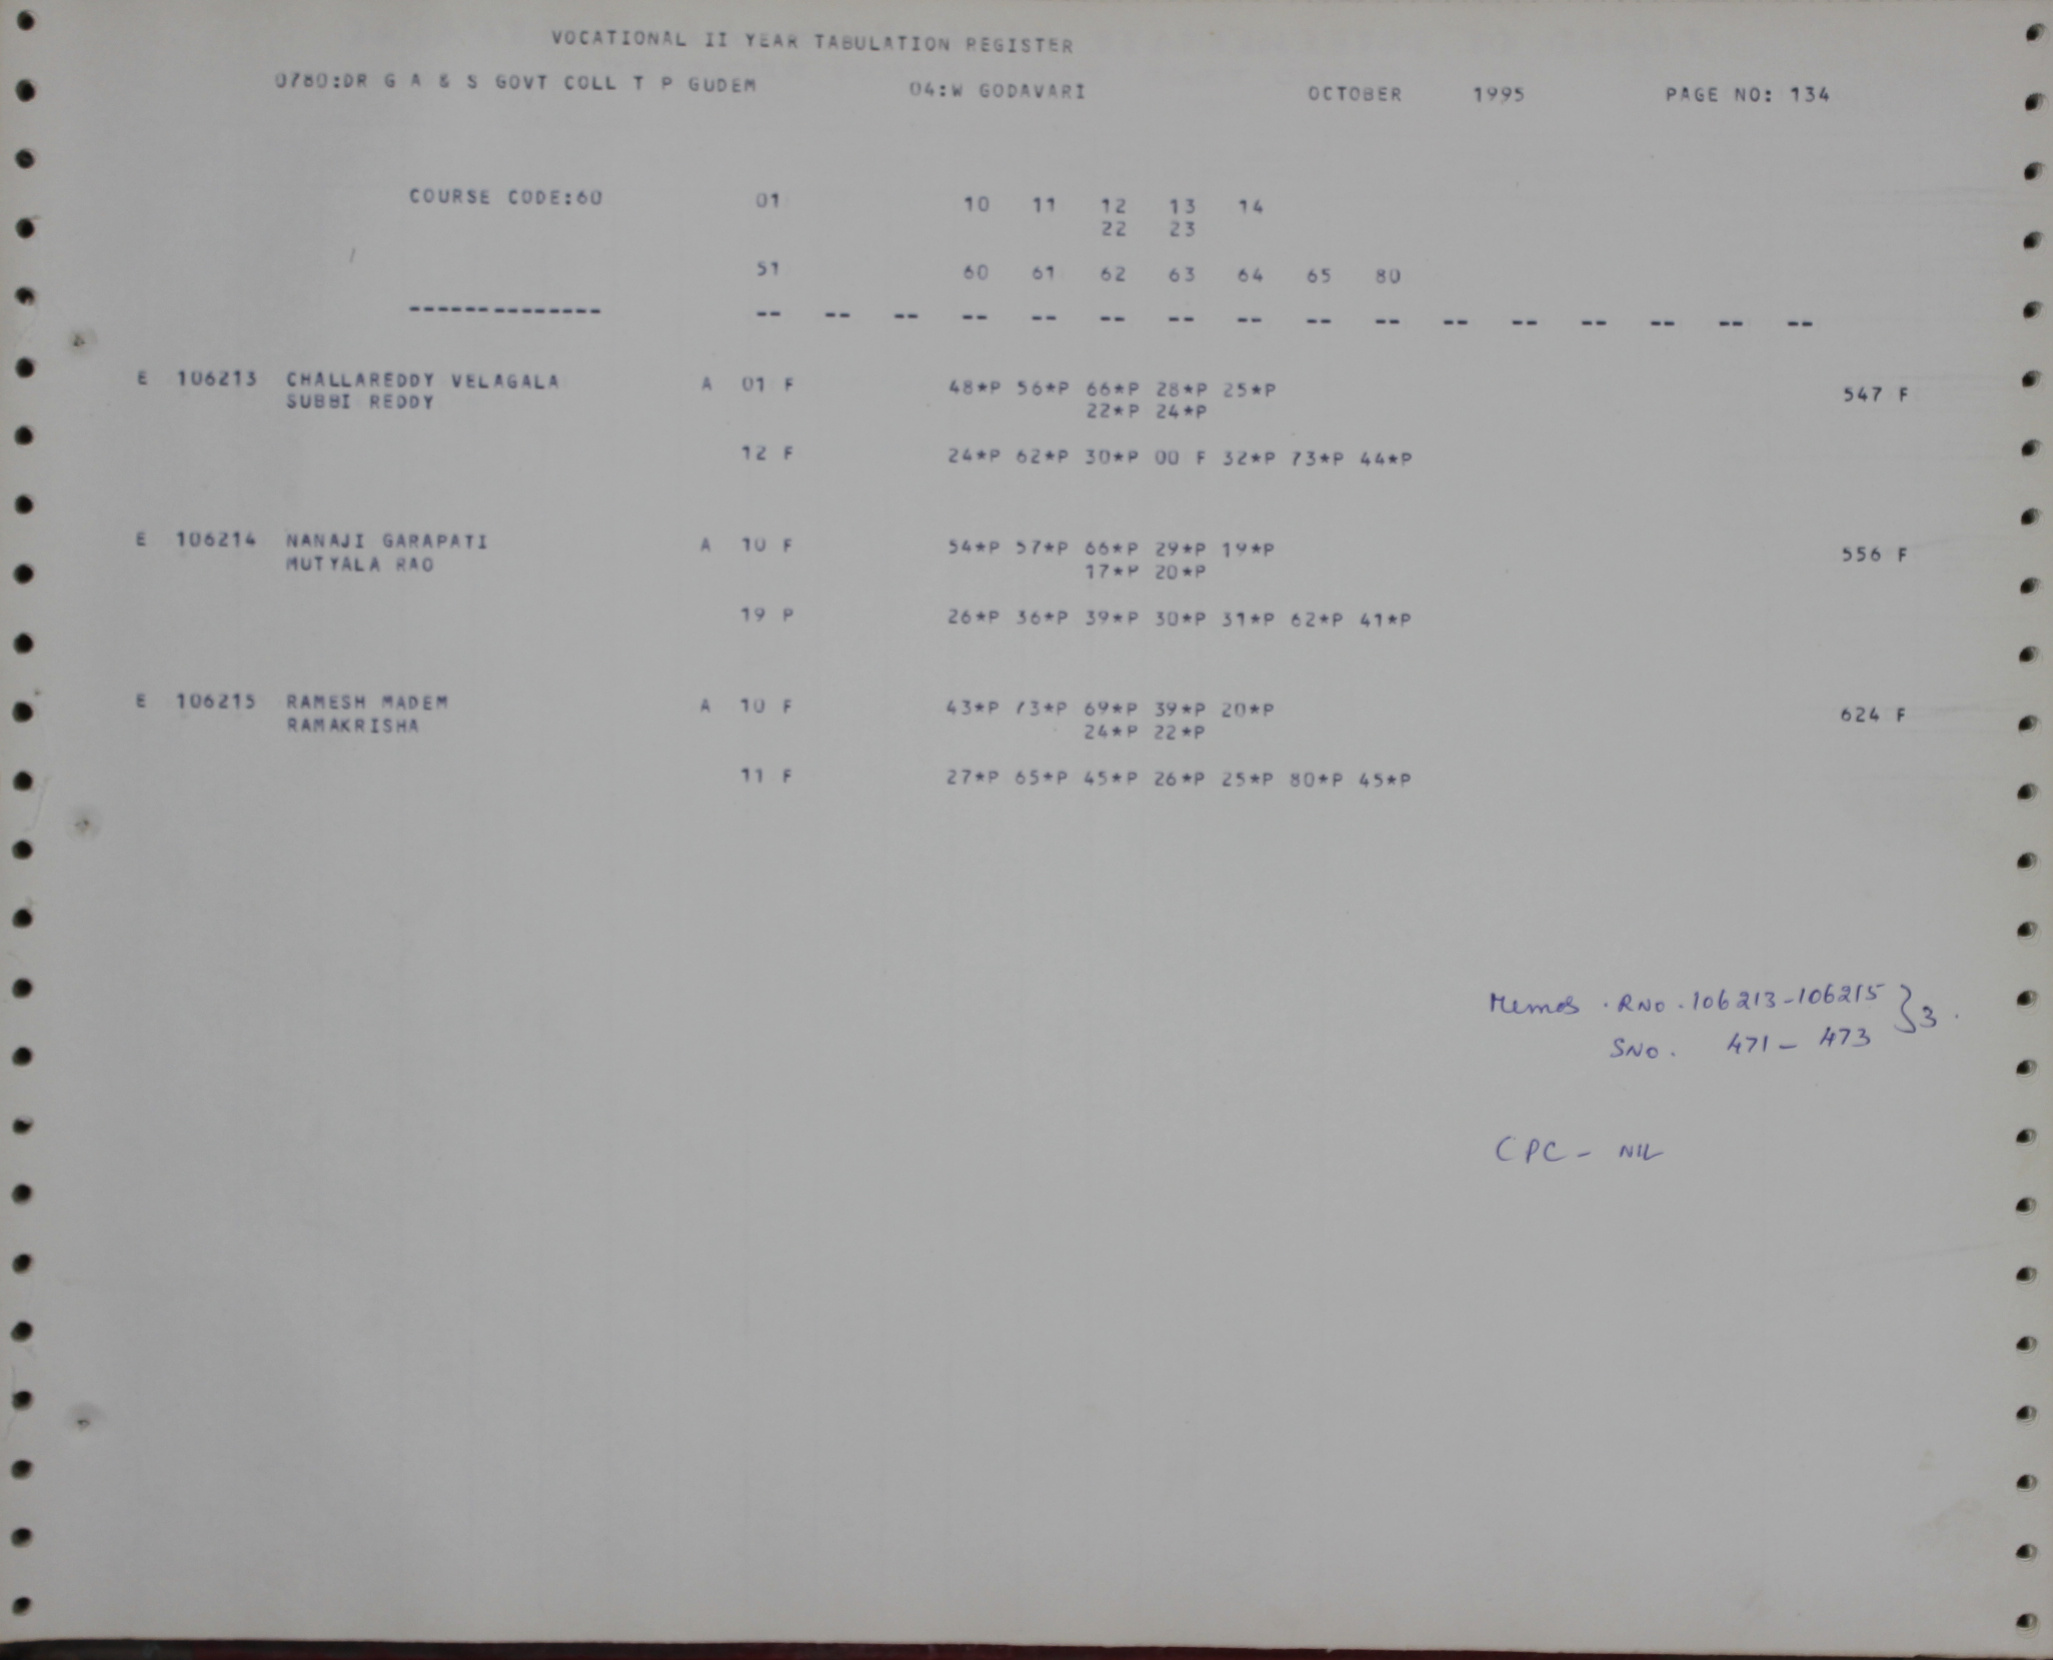 VOCATIONAL II YEAR TABULATION REGISTER
0780:DR G A & S GOVT COLL T P GUDEM 04:W GODAVARI OCTOBER 1995 PAGE NO: 134
COURSE CODE:60 01 10 11 12 13 14
22 23
51 60 61 62 63 64 65 80
-------------- -- -- -- -- -- -- -- -- -- -- -- -- -- -- -- --
E 106213 CHALLAREDDY VELAGALA A 01 F 48*P 56*P 66*P 28*P 25*P 547 F
SUBBI REDDY 22*P 24*P
12 F 24*P 62*P 30*P 00 F 32*P 73*P 44*P
E 106214 NANAJI GARAPATI A 10 F 54*P 57*P 66*P 29*P 19*P 556 F
MUTYALA RAO 17*P 20*P
19 P 26*P 36*P 39*P 30*P 31*P 62*P 41*P
E 106215 RAMESH MADEM A 10 F 43*P 73*P 69*P 39*P 20*P 624 F
RAMAKRISHA 24*P 22*P
11 F 27*P 65*P 45*P 26*P 25*P 80*P 45*P
Memos . RNo . 106213-106215 } 3 .
SNo . 471 - 473
CPC - NIL